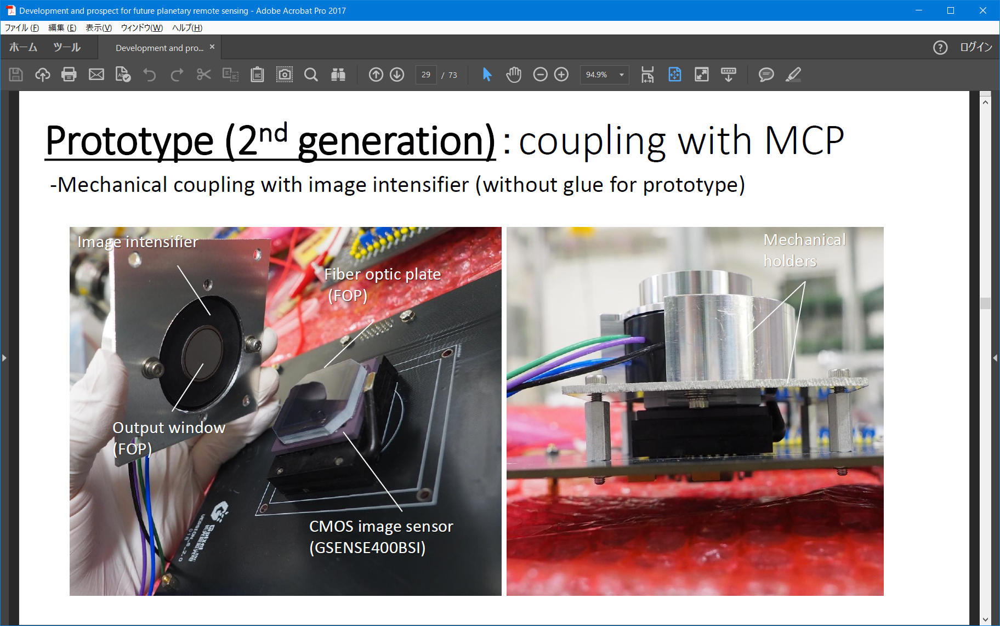 Development and prospect for future planetary remote sensing - Adobe Acrobat Pro 2017
ファイル (F) 編集 (E) 表示(V) ウィンドウ(W) ヘルプ(H)
ホーム ツール Development and pro... × ? ログイン
29 / 73 94.9%
Prototype (2nd generation) : coupling with MCP
-Mechanical coupling with image intensifier (without glue for prototype)
Image intensifier
Fiber optic plate
(FOP)
Output window
(FOP)
CMOS image sensor
(GSENSE400BSI)
Mechanical
holders
Gpixel INC